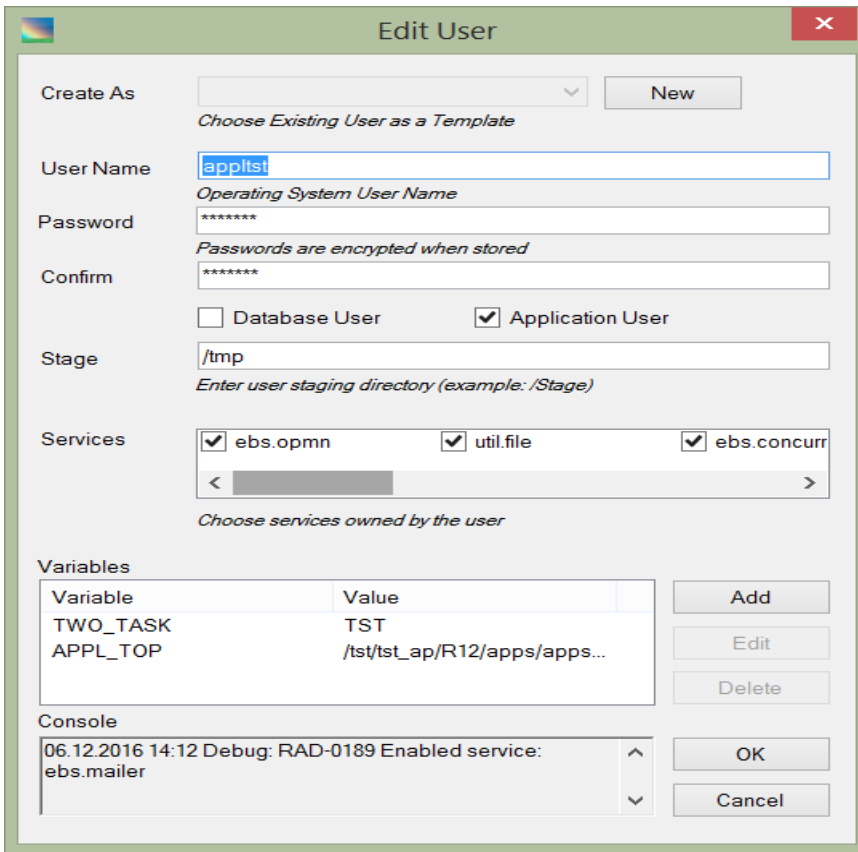 Edit User
Create As
New
Choose Existing User as a Template
User Name
appltst
Operating System User Name
Password
*******
Passwords are encrypted when stored
Confirm
*******
Database User Application User
Stage
/tmp
Enter user staging directory (example: /Stage)
Services
ebs.opmn util.file ebs.concurr
Choose services owned by the user
Variables
Variable Value
TWO_TASK TST
APPL_TOP /tst/tst_ap/R12/apps/apps...
Add
Edit
Delete
Console
06.12.2016 14:12 Debug: RAD-0189 Enabled service:
ebs.mailer
OK
Cancel